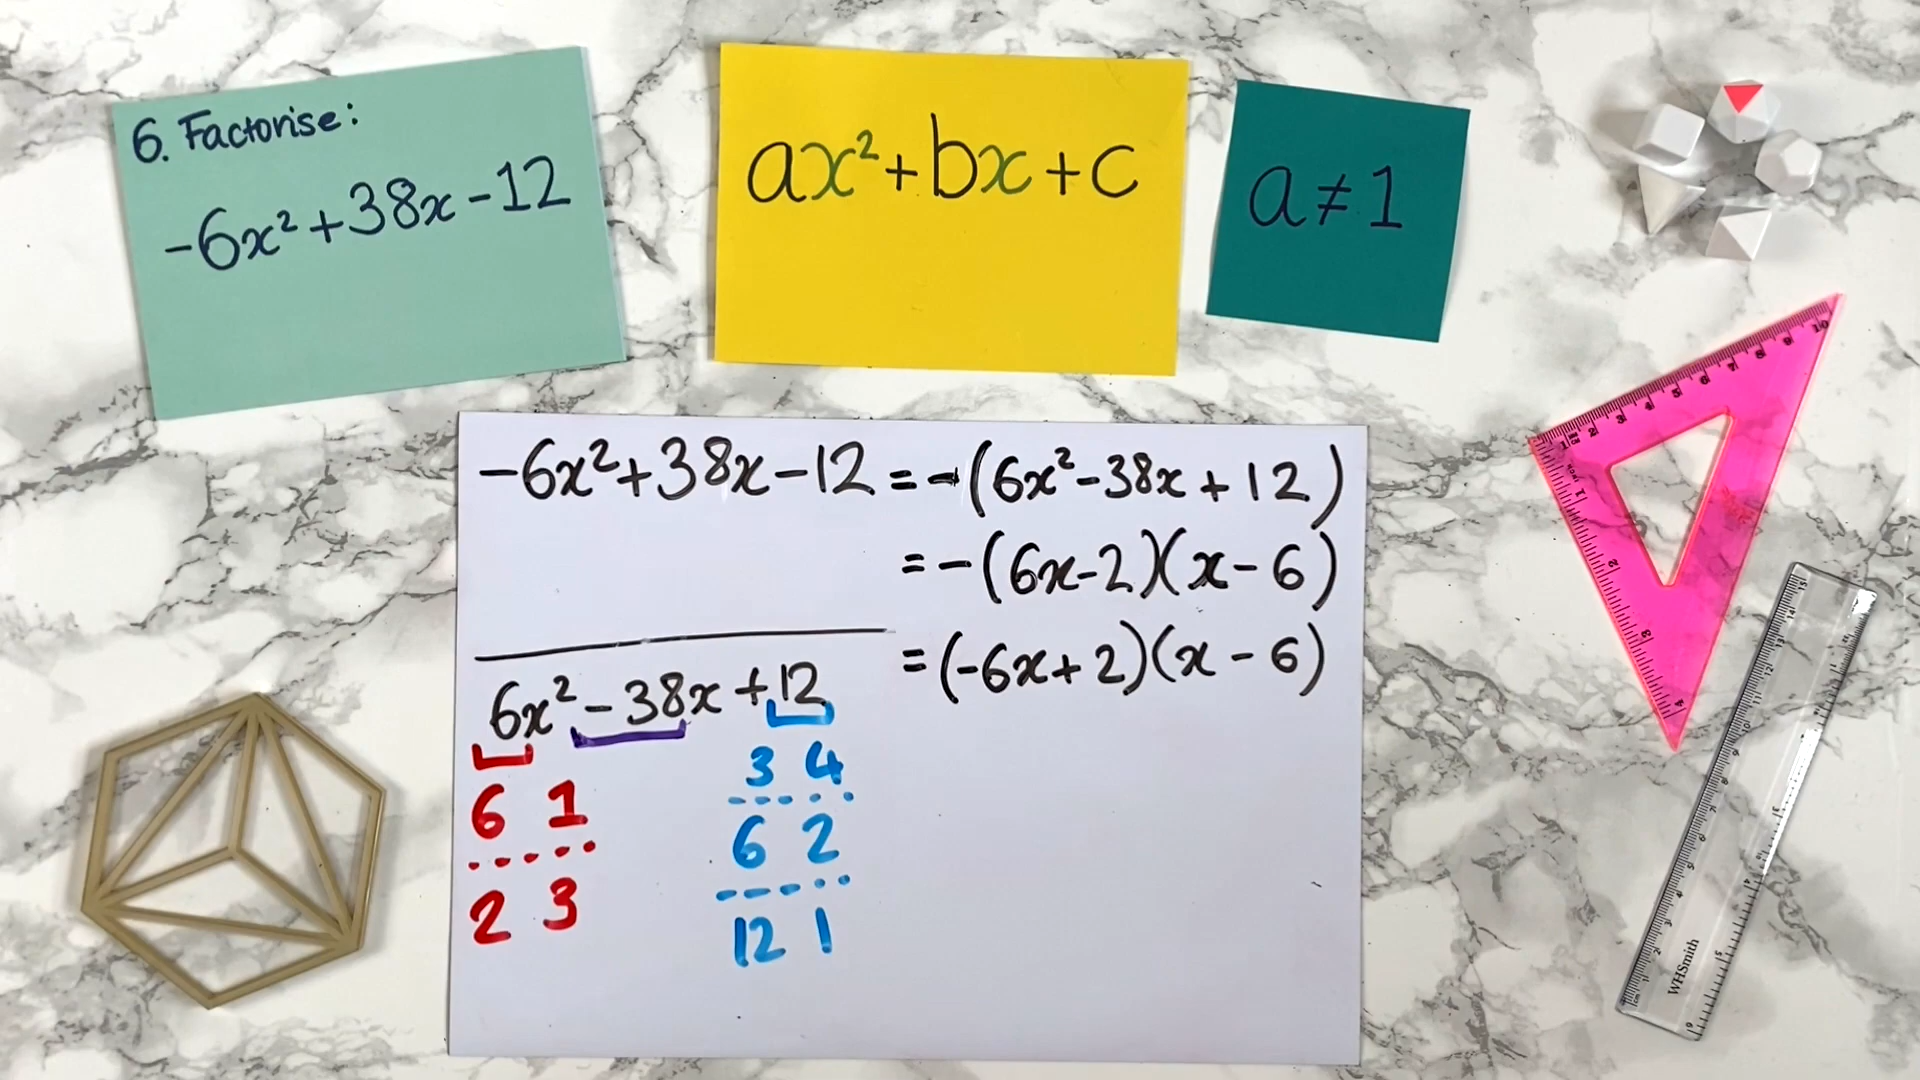 6. Factorise:
-6x²+38x-12
ax²+bx+c
a≠1
-6x²+38x-12 = -(6x²-38x+12)
= -(6x-2)(x-6)
= (-6x+2)(x-6)
6x²-38x+12
6 1
2 3
3 4
6 2
12 1
WHSmith